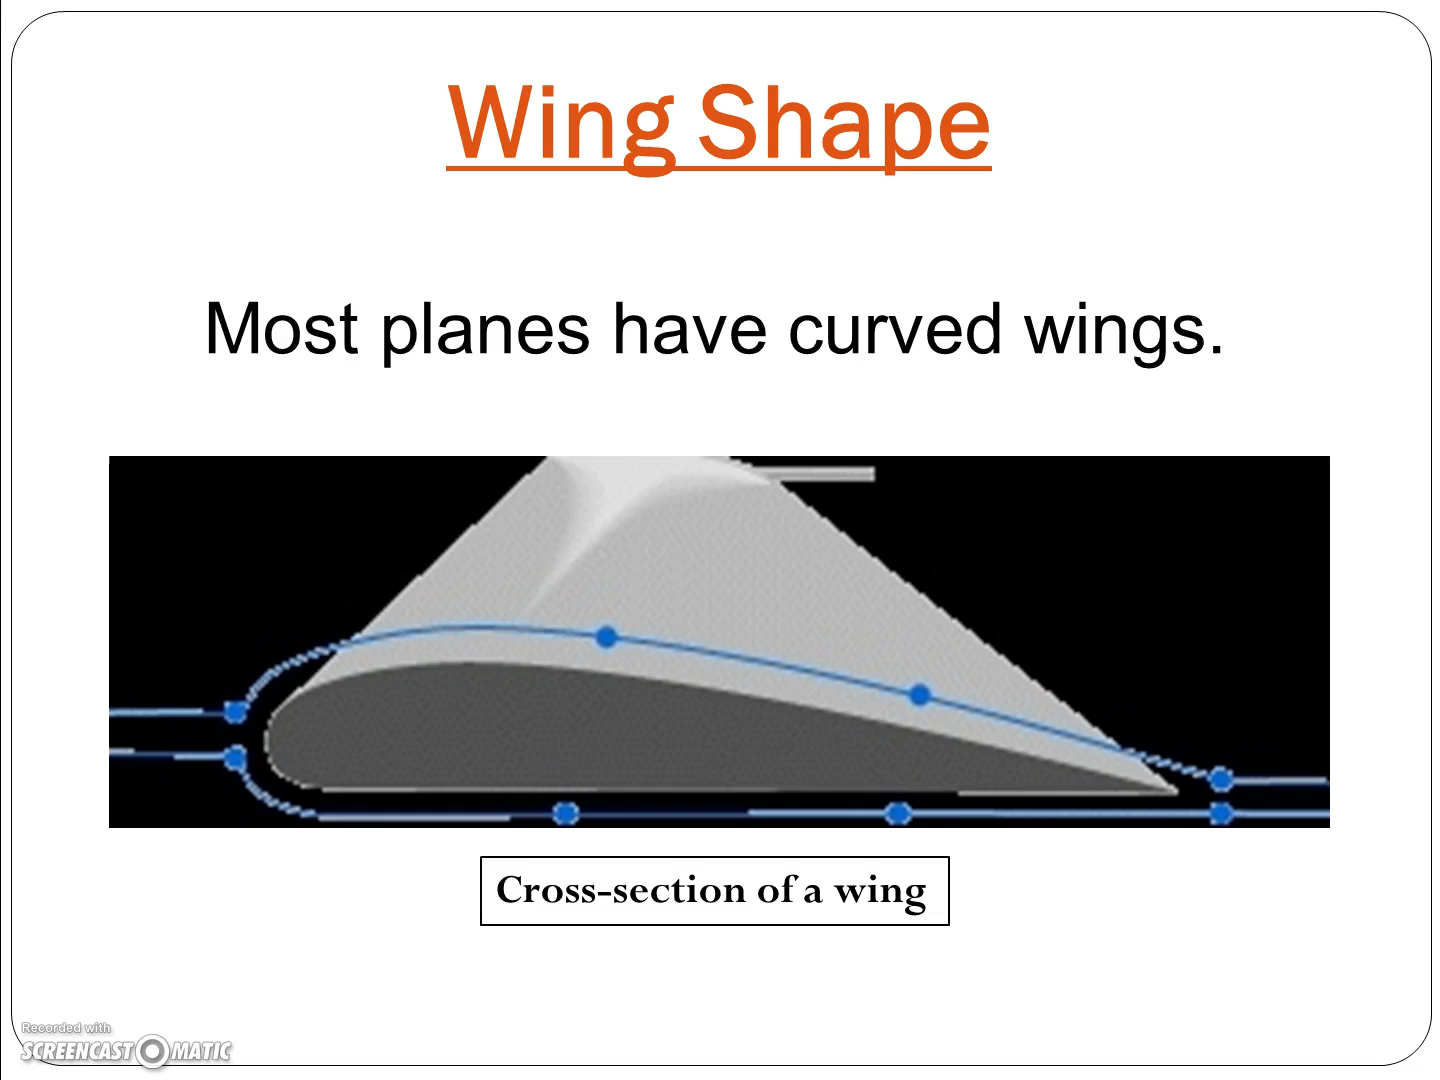 Wing Shape
Most planes have curved wings.
Cross-section of a wing
Recorded with
SCREENCAST MATIC